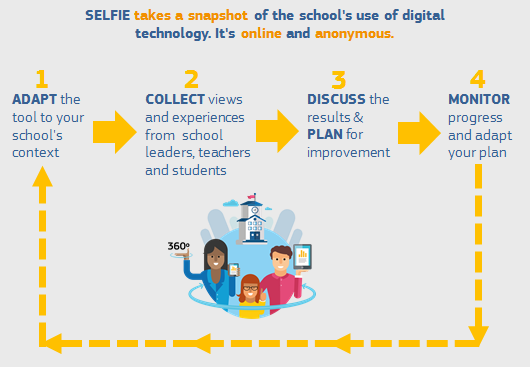 SELFIE takes a snapshot of the school's use of digital
technology. It's online and anonymous.
1
ADAPT the
tool to your
school's
context
2
COLLECT views
and experiences
from school
leaders, teachers
and students
3
DISCUSS the
results &
PLAN for
improvement
4
MONITOR
progress
and adapt
your plan
360º